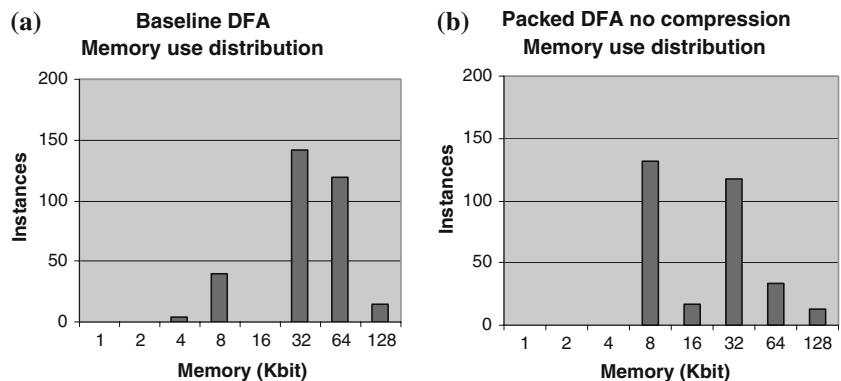 (a)
Baseline DFA
Memory use distribution
200
150
100
50
0
Instances
1 2 4 8 16 32 64 128
Memory (Kbit)
(b)
Packed DFA no compression
Memory use distribution
200
150
100
50
0
Instances
1 2 4 8 16 32 64 128
Memory (Kbit)